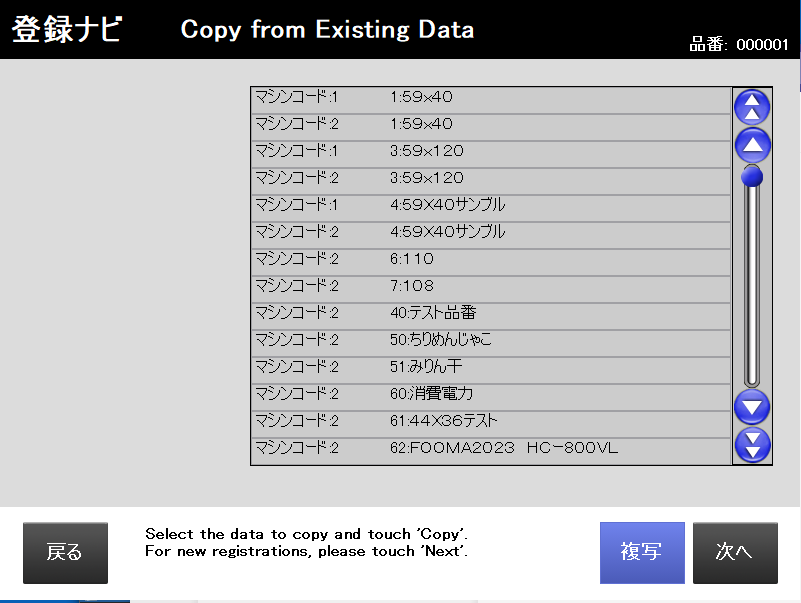 登録ナビ Copy from Existing Data
品番: 000001
マシンコード:1 1:59×40
マシンコード:2 1:59×40
マシンコード:1 3:59×120
マシンコード:2 3:59×120
マシンコード:1 4:59X40サンプル
マシンコード:2 4:59X40サンプル
マシンコード:2 6:110
マシンコード:2 7:108
マシンコード:2 40:テスト品番
マシンコード:2 50:ちりめんじゃこ
マシンコード:2 51:みりん干
マシンコード:2 60:消費電力
マシンコード:2 61:44X36テスト
マシンコード:2 62:FOOMA2023　HC-800VL
戻る
Select the data to copy and touch 'Copy'.
For new registrations, please touch 'Next'.
複写
次へ